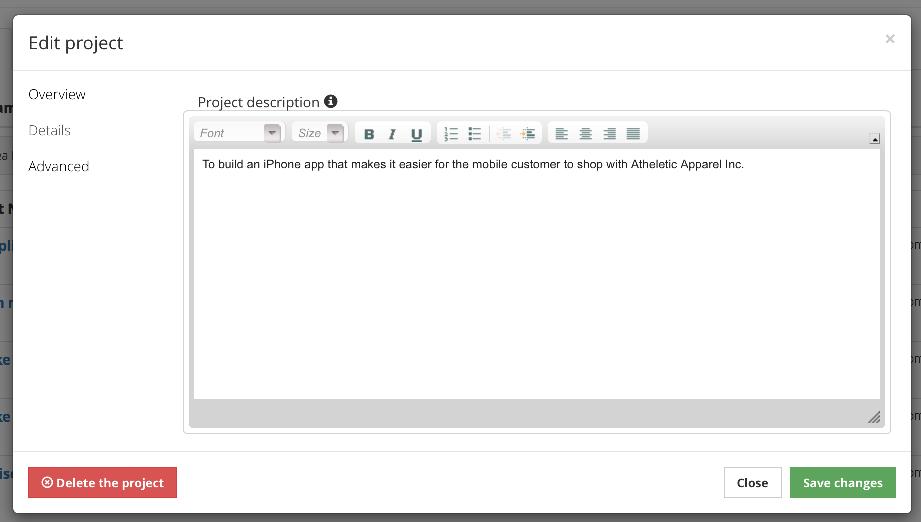 Edit project
×
Overview
Details
Advanced
Project description
Font
Size
B I U
To build an iPhone app that makes it easier for the mobile customer to shop with Atheletic Apparel Inc.
Delete the project
Close
Save changes